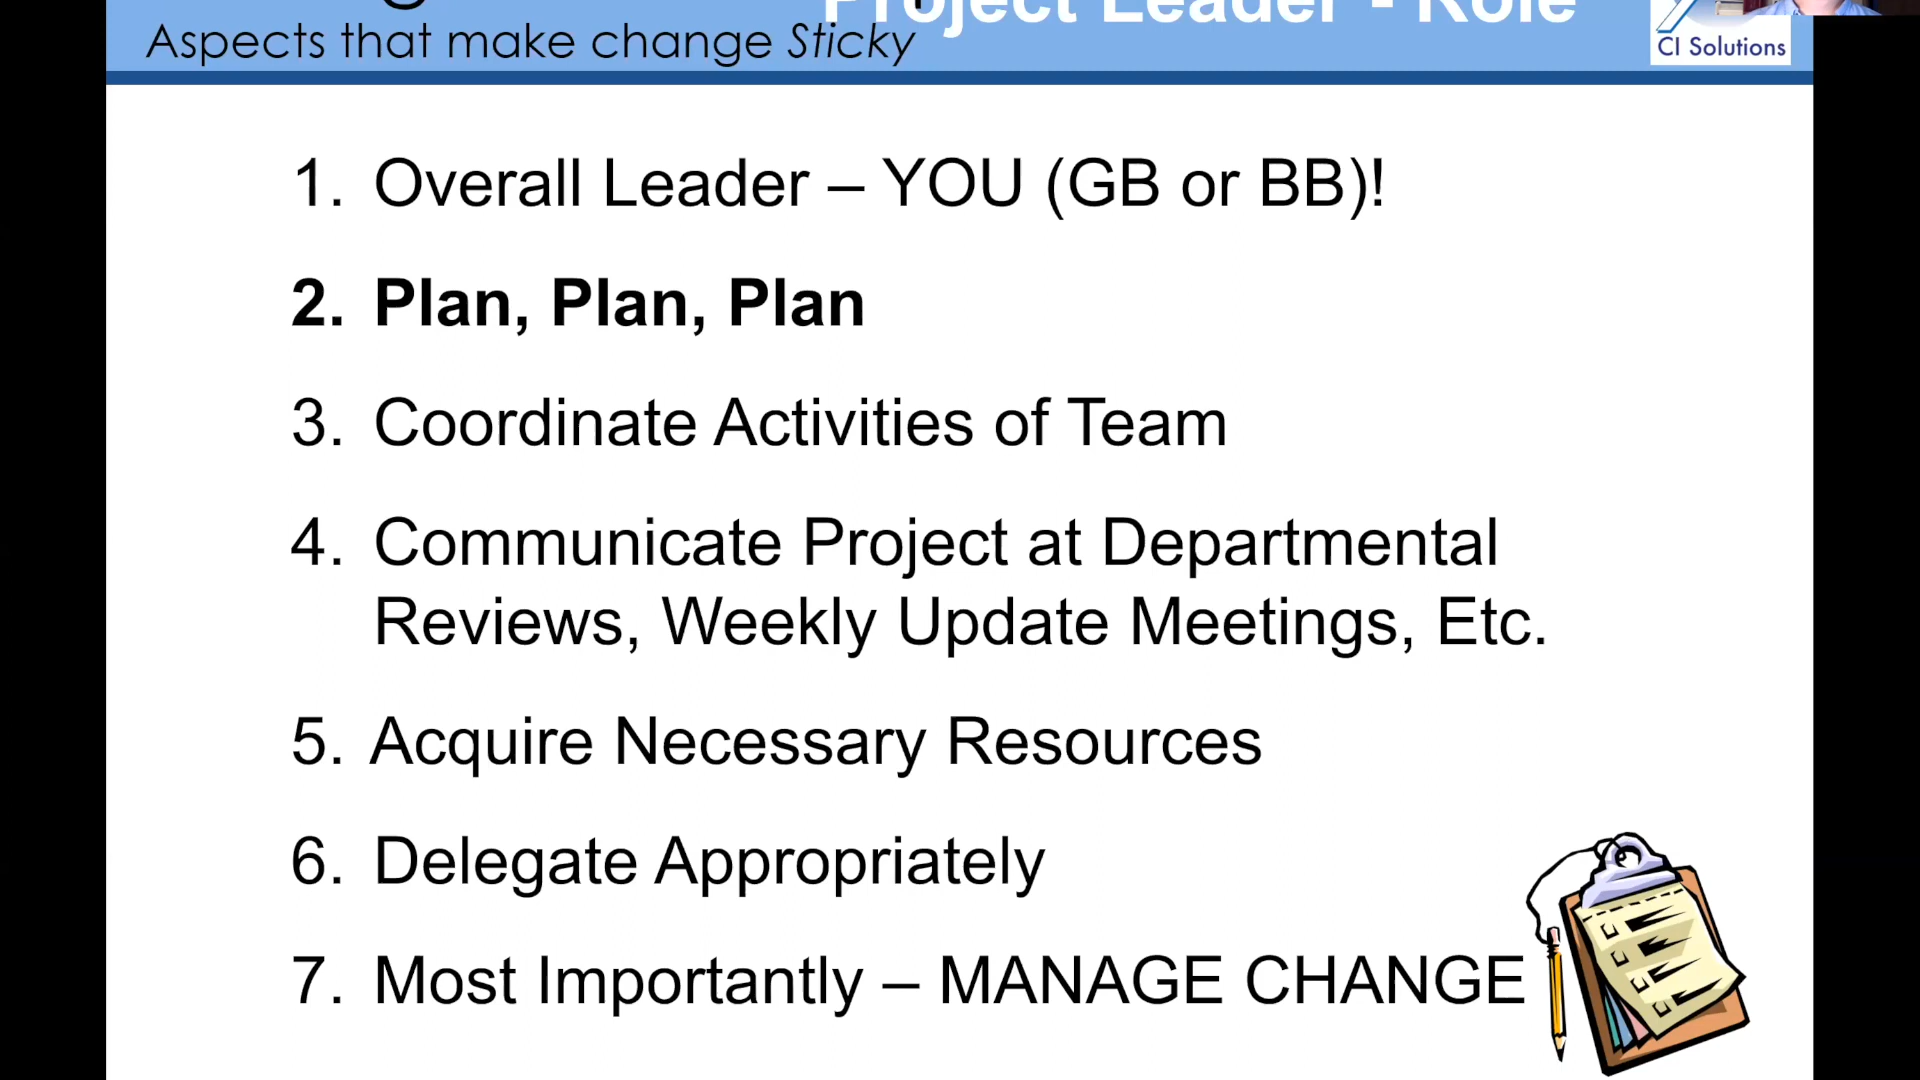 Project Leader - Role
Aspects that make change Sticky
CI Solutions
1. Overall Leader – YOU (GB or BB)!
2. Plan, Plan, Plan
3. Coordinate Activities of Team
4. Communicate Project at Departmental
Reviews, Weekly Update Meetings, Etc.
5. Acquire Necessary Resources
6. Delegate Appropriately
7. Most Importantly – MANAGE CHANGE